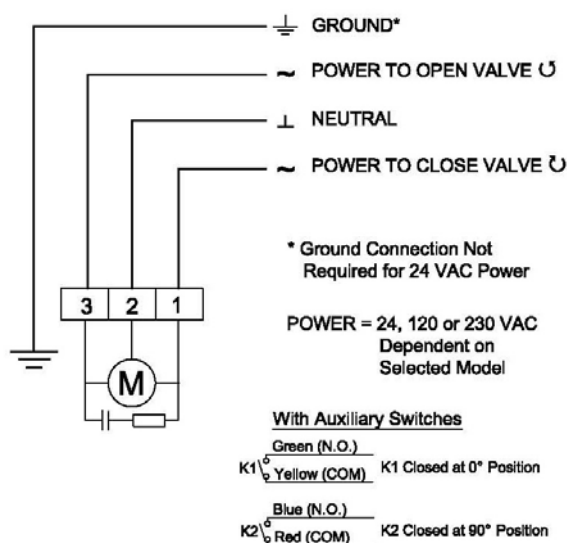 GROUND*
~ POWER TO OPEN VALVE ↺
NEUTRAL
~ POWER TO CLOSE VALVE ↻
* Ground Connection Not
Required for 24 VAC Power
3 2 1
POWER = 24, 120 or 230 VAC
Dependent on
Selected Model
M
With Auxiliary Switches
Green (N.O.)
K1 Yellow (COM) K1 Closed at 0° Position
Blue (N.O.)
K2 Red (COM) K2 Closed at 90° Position